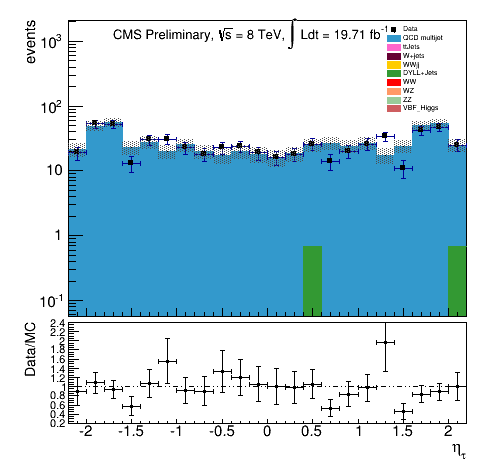 CMS Preliminary, √s = 8 TeV, ∫ Ldt = 19.71 fb⁻¹
Data
QCD multijet
ttJets
W+jets
WWjj
DYLL+Jets
WW
WZ
ZZ
VBF_Higgs
events
10³
10²
10
1
10⁻¹
Data/MC
2.4
2.2
2
1.8
1.6
1.4
1.2
1
0.8
0.6
0.4
0.2
-2 -1.5 -1 -0.5 0 0.5 1 1.5 2
η_τ